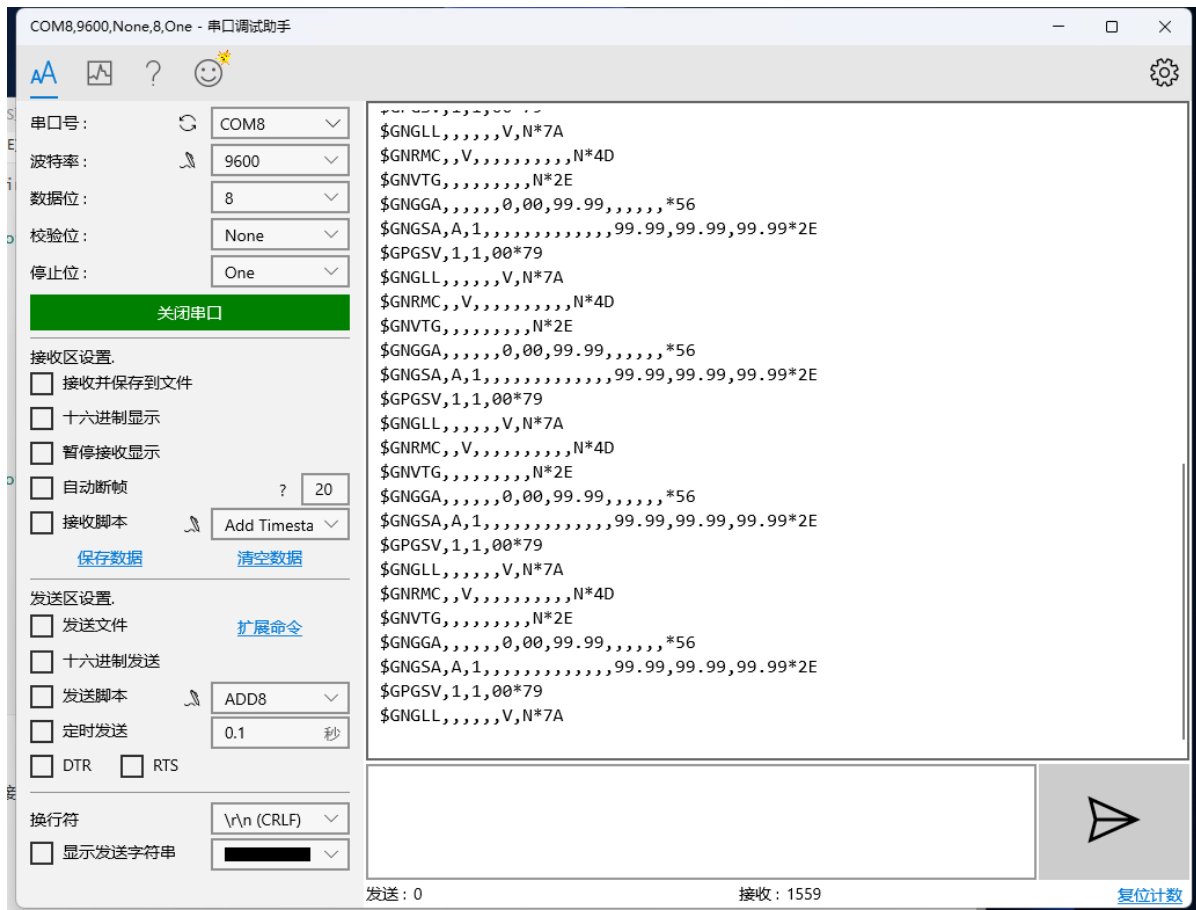 COM8,9600,None,8,One - 串口调试助手
串口号: COM8
波特率: 9600
数据位: 8
校验位: None
停止位: One
关闭串口
接收区设置.
接收并保存到文件
十六进制显示
暂停接收显示
自动断帧 ? 20
接收脚本 Add Timesta
保存数据 清空数据
发送区设置.
发送文件 扩展命令
十六进制发送
发送脚本 ADD8
定时发送 0.1 秒
DTR RTS
换行符 \r\n (CRLF)
显示发送字符串
$GPGSV,1,1,00*79
$GNGLL,,,,,,V,N*7A
$GNRMC,,V,,,,,,,,,,N*4D
$GNVTG,,,,,,,,,N*2E
$GNGGA,,,,,,0,00,99.99,,,,,,*56
$GNGSA,A,1,,,,,,,,,,,,,99.99,99.99,99.99*2E
$GPGSV,1,1,00*79
$GNGLL,,,,,,V,N*7A
$GNRMC,,V,,,,,,,,,,N*4D
$GNVTG,,,,,,,,,N*2E
$GNGGA,,,,,,0,00,99.99,,,,,,*56
$GNGSA,A,1,,,,,,,,,,,,,99.99,99.99,99.99*2E
$GPGSV,1,1,00*79
$GNGLL,,,,,,V,N*7A
$GNRMC,,V,,,,,,,,,,N*4D
$GNVTG,,,,,,,,,N*2E
$GNGGA,,,,,,0,00,99.99,,,,,,*56
$GNGSA,A,1,,,,,,,,,,,,,99.99,99.99,99.99*2E
$GPGSV,1,1,00*79
$GNGLL,,,,,,V,N*7A
$GNRMC,,V,,,,,,,,,,N*4D
$GNVTG,,,,,,,,,N*2E
$GNGGA,,,,,,0,00,99.99,,,,,,*56
$GNGSA,A,1,,,,,,,,,,,,,99.99,99.99,99.99*2E
$GPGSV,1,1,00*79
$GNGLL,,,,,,V,N*7A
发送: 0 接收: 1559 复位计数